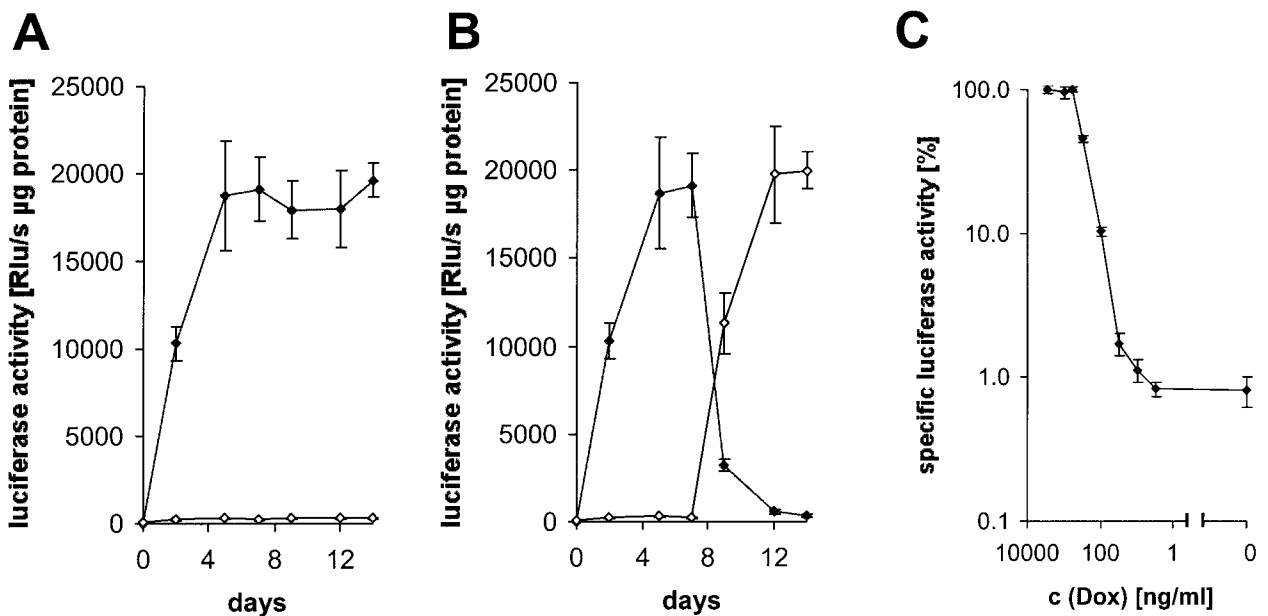 A
luciferase activity [Rlu/s µg protein]
25000
20000
15000
10000
5000
0
0 4 8 12
days
B
luciferase activity [Rlu/s µg protein]
25000
20000
15000
10000
5000
0
0 4 8 12
days
C
specific luciferase activity [%]
100.0
10.0
1.0
0.1
10000 100 1 0
c (Dox) [ng/ml]